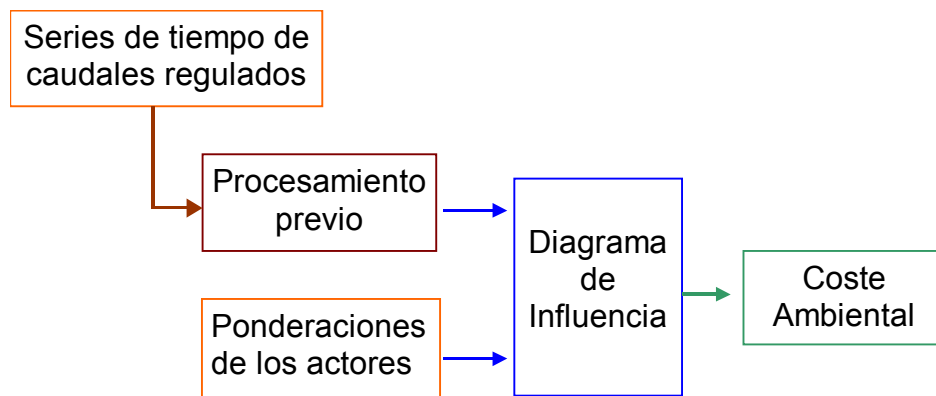 Series de tiempo de
caudales regulados
Procesamiento
previo
Ponderaciones
de los actores
Diagrama
de
Influencia
Coste
Ambiental